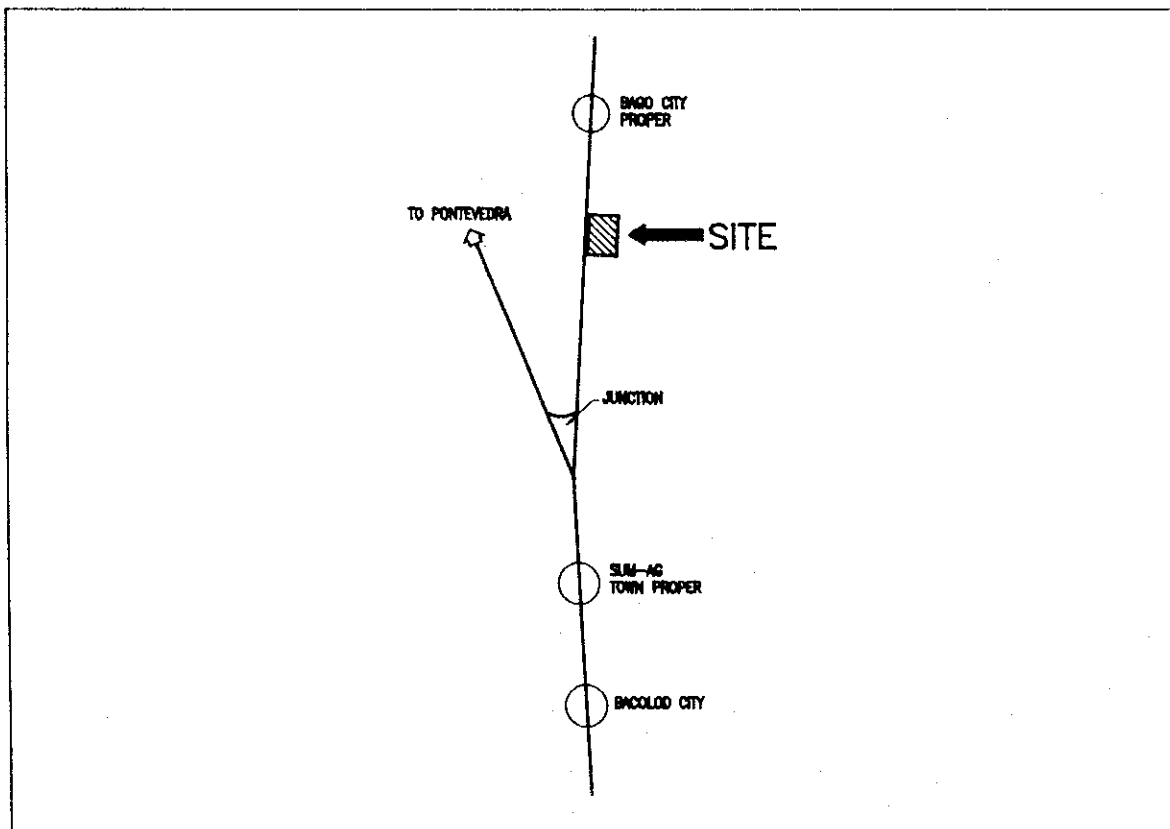 BAGO CITY
PROPER
TO PONTEVEDRA
SITE
JUNCTION
SUM-AG
TOWN PROPER
BACOLOD CITY